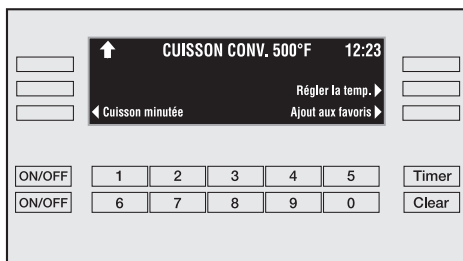 CUISSON CONV. 500°F 12:23
Régler la temp.
Cuisson minutée Ajout aux favoris
ON/OFF 1 2 3 4 5 Timer
ON/OFF 6 7 8 9 0 Clear